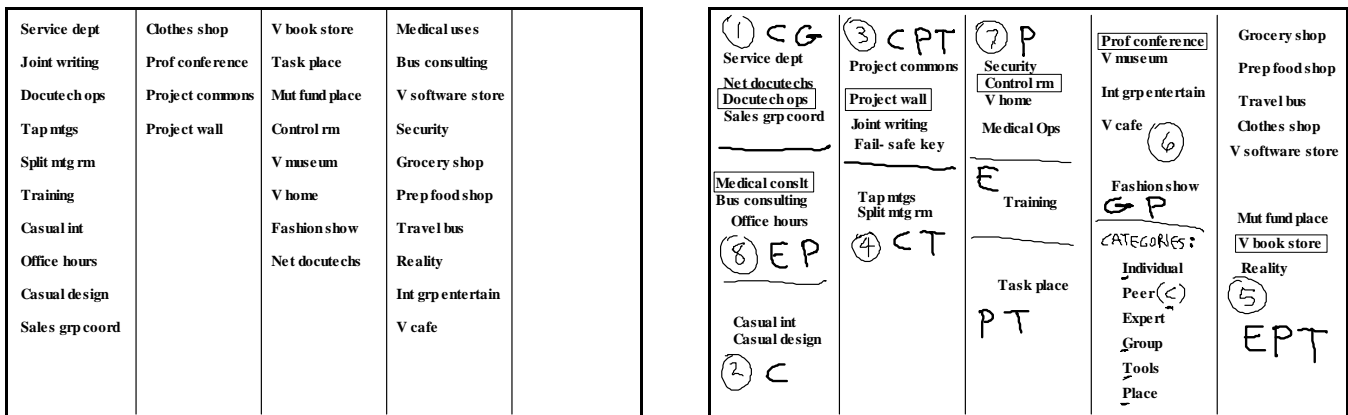 Service dept
Joint writing
Docutech ops
Tap mtgs
Split mtg rm
Training
Casual int
Office hours
Casual design
Sales grp coord
Clothes shop
Prof conference
Project commons
Project wall
V book store
Task place
Mut fund place
Control rm
V museum
V home
Fashion show
Net docutechs
Medical uses
Bus consulting
V software store
Security
Grocery shop
Prep food shop
Travel bus
Reality
Int grp entertain
V cafe
1 CG
Service dept
Net docutechs
Docutech ops
Sales grp coord
Medical conslt
Bus consulting
Office hours
8 EP
Casual int
Casual design
2 C
3 CPT
Project commons
Project wall
Joint writing
Fail- safe key
Tap mtgs
Split mtg rm
4 CT
7 P
Security
Control rm
V home
Medical Ops
E
Training
Task place
PT
Prof conference
V museum
Int grp entertain
V cafe
6
Fashion show
GP
CATEGORIES:
Individual
Peer (C)
Expert
Group
Tools
Place
Grocery shop
Prep food shop
Travel bus
Clothes shop
V software store
Mut fund place
V book store
Reality
5
EPT